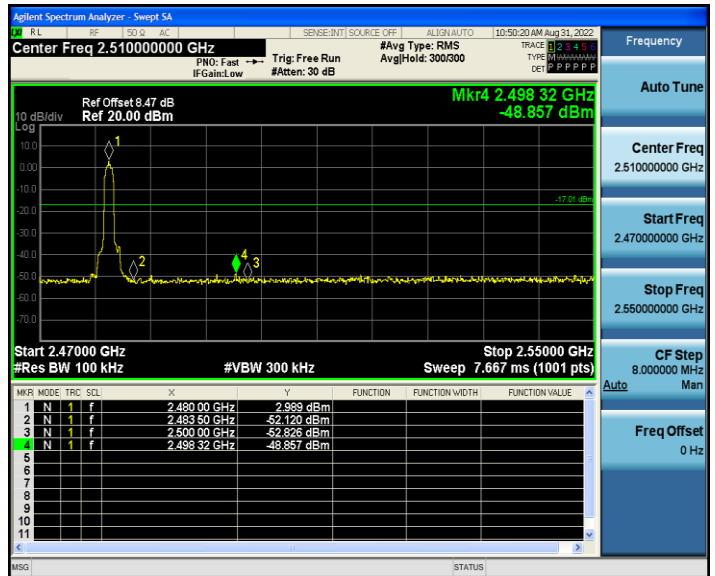 Agilent Spectrum Analyzer - Swept SA
RL RF 50 Ω AC SENSE:INT SOURCE OFF ALIGNAUTO 10:50:20 AM Aug 31, 2022
Center Freq 2.510000000 GHz
PNO: Fast
IFGain:Low
Trig: Free Run
#Atten: 30 dB
#Avg Type: RMS
Avg|Hold: 300/300
TRACE 1 2 3 4 5 6
TYPE MWWWWW
DET P P P P P P
Mkr4 2.498 32 GHz
-48.857 dBm
Ref Offset 8.47 dB
10 dB/div Ref 20.00 dBm
Log
10.0
0.00
-10.0
-20.0
-30.0
-40.0
-50.0
-60.0
-70.0
1
2
4
3
-17.01 dBm
Start 2.47000 GHz Stop 2.55000 GHz
#Res BW 100 kHz #VBW 300 kHz Sweep 7.667 ms (1001 pts)
MKR MODE TRC SCL X Y FUNCTION FUNCTION WIDTH FUNCTION VALUE
1 N 1 f 2.480 00 GHz 2.989 dBm
2 N 1 f 2.483 50 GHz -52.120 dBm
3 N 1 f 2.500 00 GHz -52.826 dBm
4 N 1 f 2.498 32 GHz -48.857 dBm
5
6
7
8
9
10
11
MSG STATUS
Frequency
Auto Tune
Center Freq
2.510000000 GHz
Start Freq
2.470000000 GHz
Stop Freq
2.550000000 GHz
CF Step
8.000000 MHz
Auto Man
Freq Offset
0 Hz